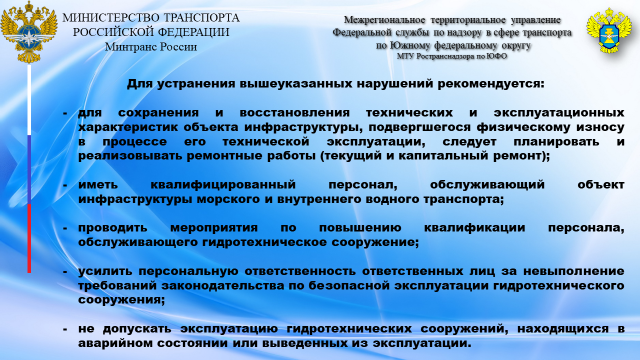 МИНИСТЕРСТВО ТРАНСПОРТА
РОССИЙСКОЙ ФЕДЕРАЦИИ
Минтранс России
Межрегиональное территориальное управление
Федеральной службы по надзору в сфере транспорта
по Южному федеральному округу
МТУ Ространснадзора по ЮФО
Для устранения вышеуказанных нарушений рекомендуется:
- для сохранения и восстановления технических и эксплуатационных
характеристик объекта инфраструктуры, подвергшегося физическому износу
в процессе его технической эксплуатации, следует планировать и
реализовывать ремонтные работы (текущий и капитальный ремонт);
- иметь квалифицированный персонал, обслуживающий объект
инфраструктуры морского и внутреннего водного транспорта;
- проводить мероприятия по повышению квалификации персонала,
обслуживающего гидротехническое сооружение;
- усилить персональную ответственность ответственных лиц за невыполнение
требований законодательства по безопасной эксплуатации гидротехнического
сооружения;
- не допускать эксплуатацию гидротехнических сооружений, находящихся в
аварийном состоянии или выведенных из эксплуатации.